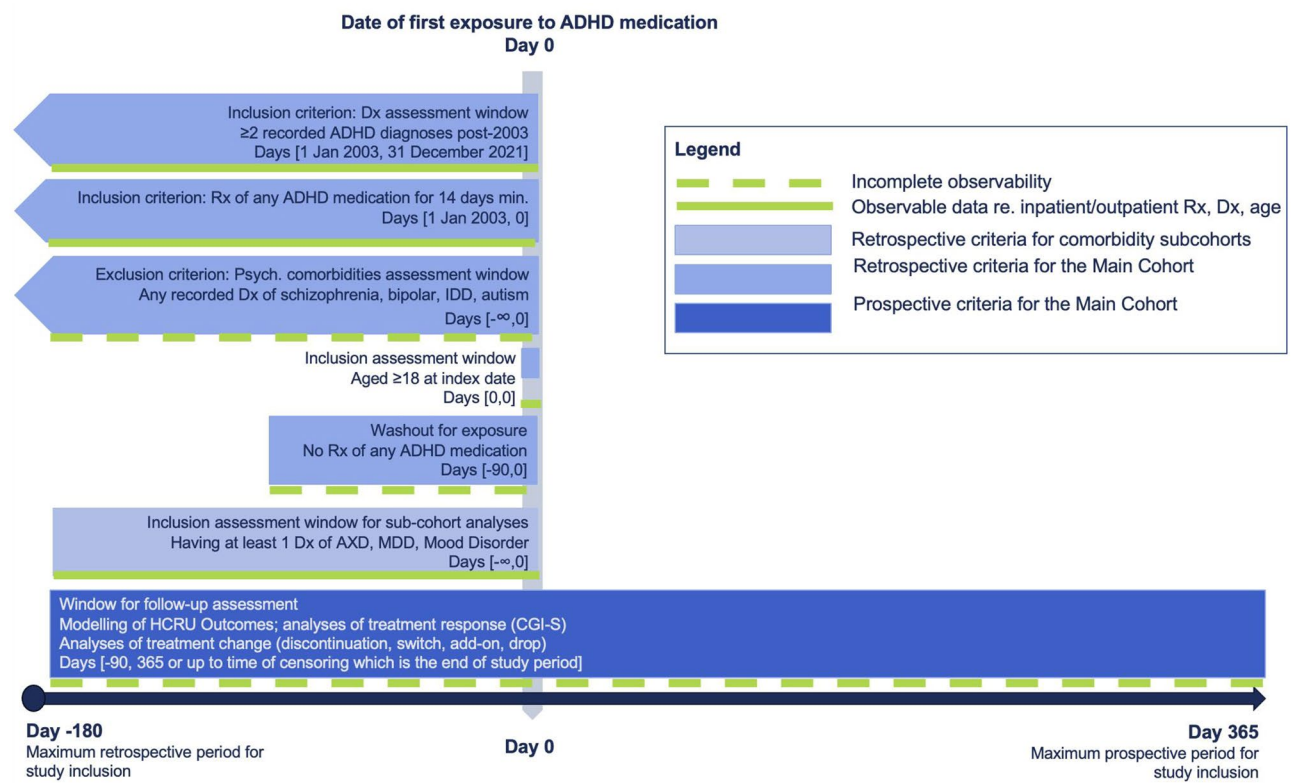 Date of first exposure to ADHD medication
Day 0
Inclusion criterion: Dx assessment window
≥2 recorded ADHD diagnoses post-2003
Days [1 Jan 2003, 31 December 2021]
Inclusion criterion: Rx of any ADHD medication for 14 days min.
Days [1 Jan 2003, 0]
Exclusion criterion: Psych. comorbidities assessment window
Any recorded Dx of schizophrenia, bipolar, IDD, autism
Days [-∞,0]
Inclusion assessment window
Aged ≥18 at index date
Days [0,0]
Washout for exposure
No Rx of any ADHD medication
Days [-90,0]
Inclusion assessment window for sub-cohort analyses
Having at least 1 Dx of AXD, MDD, Mood Disorder
Days [-∞,0]
Window for follow-up assessment
Modelling of HCRU Outcomes; analyses of treatment response (CGI-S)
Analyses of treatment change (discontinuation, switch, add-on, drop)
Days [-90, 365 or up to time of censoring which is the end of study period]
Legend
Incomplete observability
Observable data re. inpatient/outpatient Rx, Dx, age
Retrospective criteria for comorbidity subcohorts
Retrospective criteria for the Main Cohort
Prospective criteria for the Main Cohort
Day -180
Maximum retrospective period for
study inclusion
Day 0
Day 365
Maximum prospective period for
study inclusion